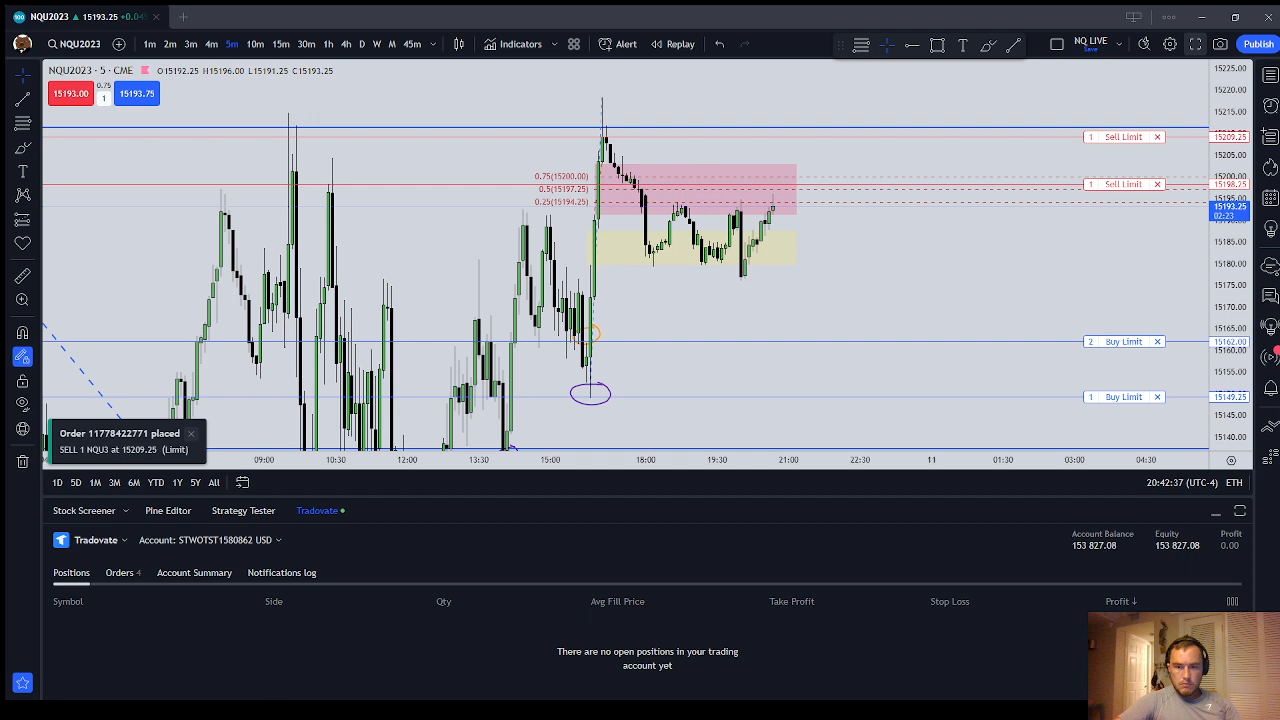 NQU2023 ▲ 15193.25 +0.04
NQU2023 1m 2m 3m 4m 5m 10m 15m 30m 1h 4h D W M 45m Indicators Alert Replay NQ LIVE Save Publish
NQU2023 · 5 · CME O15192.25 H15196.00 L15191.25 C15193.25
15193.00 0.75 1 15193.75
15225.00
15220.00
15215.00
1 Sell Limit × 15209.25
15205.00
0.75(15200.00) 15200.00
1 Sell Limit × 15198.25
0.5(15197.25)
15195.00
0.25(15194.25)
15193.25
02:23
15185.00
15180.00
15175.00
15170.00
15165.00
2 Buy Limit × 15162.00
15160.00
15155.00
1 Buy Limit × 15149.25
15145.00
15140.00
Order 11778422771 placed ×
SELL 1 NQU3 at 15209.25 (Limit)
09:00 10:30 12:00 13:30 15:00 18:00 19:30 21:00 22:30 11 01:30 03:00 04:30
1D 5D 1M 3M 6M YTD 1Y 5Y All 20:42:37 (UTC-4) ETH
Stock Screener Pine Editor Strategy Tester Tradovate
Tradovate Account: STWOTST1580862 USD
Account Balance Equity Profit
153 827.08 153 827.08 0.00
Positions Orders 4 Account Summary Notifications log
Symbol Side Qty Avg Fill Price Take Profit Stop Loss Profit ↓
There are no open positions in your trading
account yet